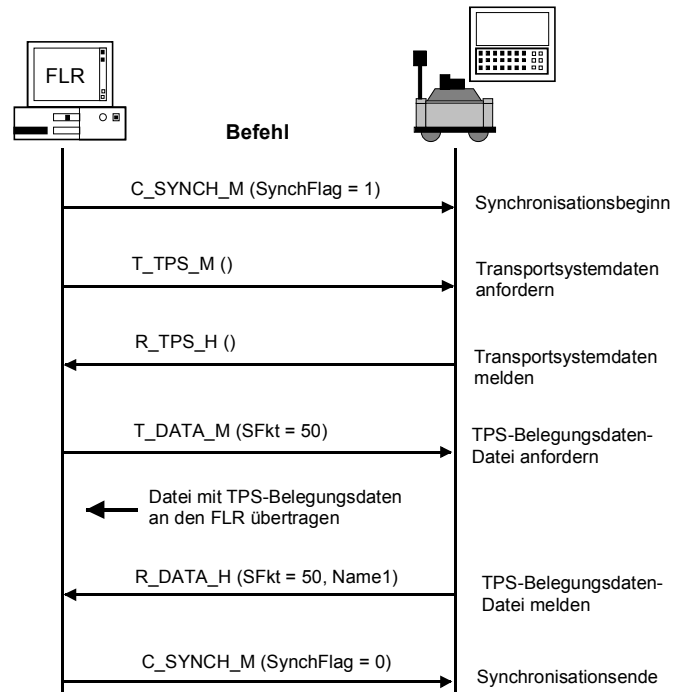 FLR
Befehl
C_SYNCH_M (SynchFlag = 1)
Synchronisationsbeginn
T_TPS_M ()
Transportsystemdaten
anfordern
R_TPS_H ()
Transportsystemdaten
melden
T_DATA_M (SFkt = 50)
TPS-Belegungsdaten-
Datei anfordern
Datei mit TPS-Belegungsdaten
an den FLR übertragen
R_DATA_H (SFkt = 50, Name1)
TPS-Belegungsdaten-
Datei melden
C_SYNCH_M (SynchFlag = 0)
Synchronisationsende